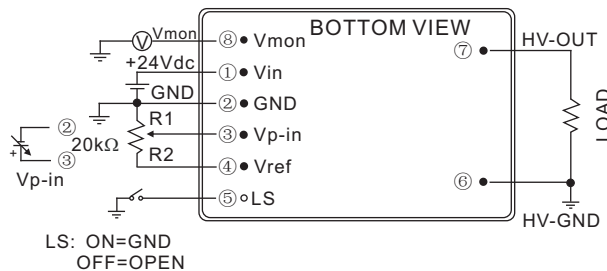 BOTTOM VIEW
V Vmon ⑧ Vmon
⑦ HV-OUT
+24Vdc ① Vin
GND ② GND
R1
② 20kΩ ③ Vp-in
+ ③ R2
Vp-in ④ Vref
LOAD
⑤ LS
⑥
HV-GND
LS: ON=GND
OFF=OPEN